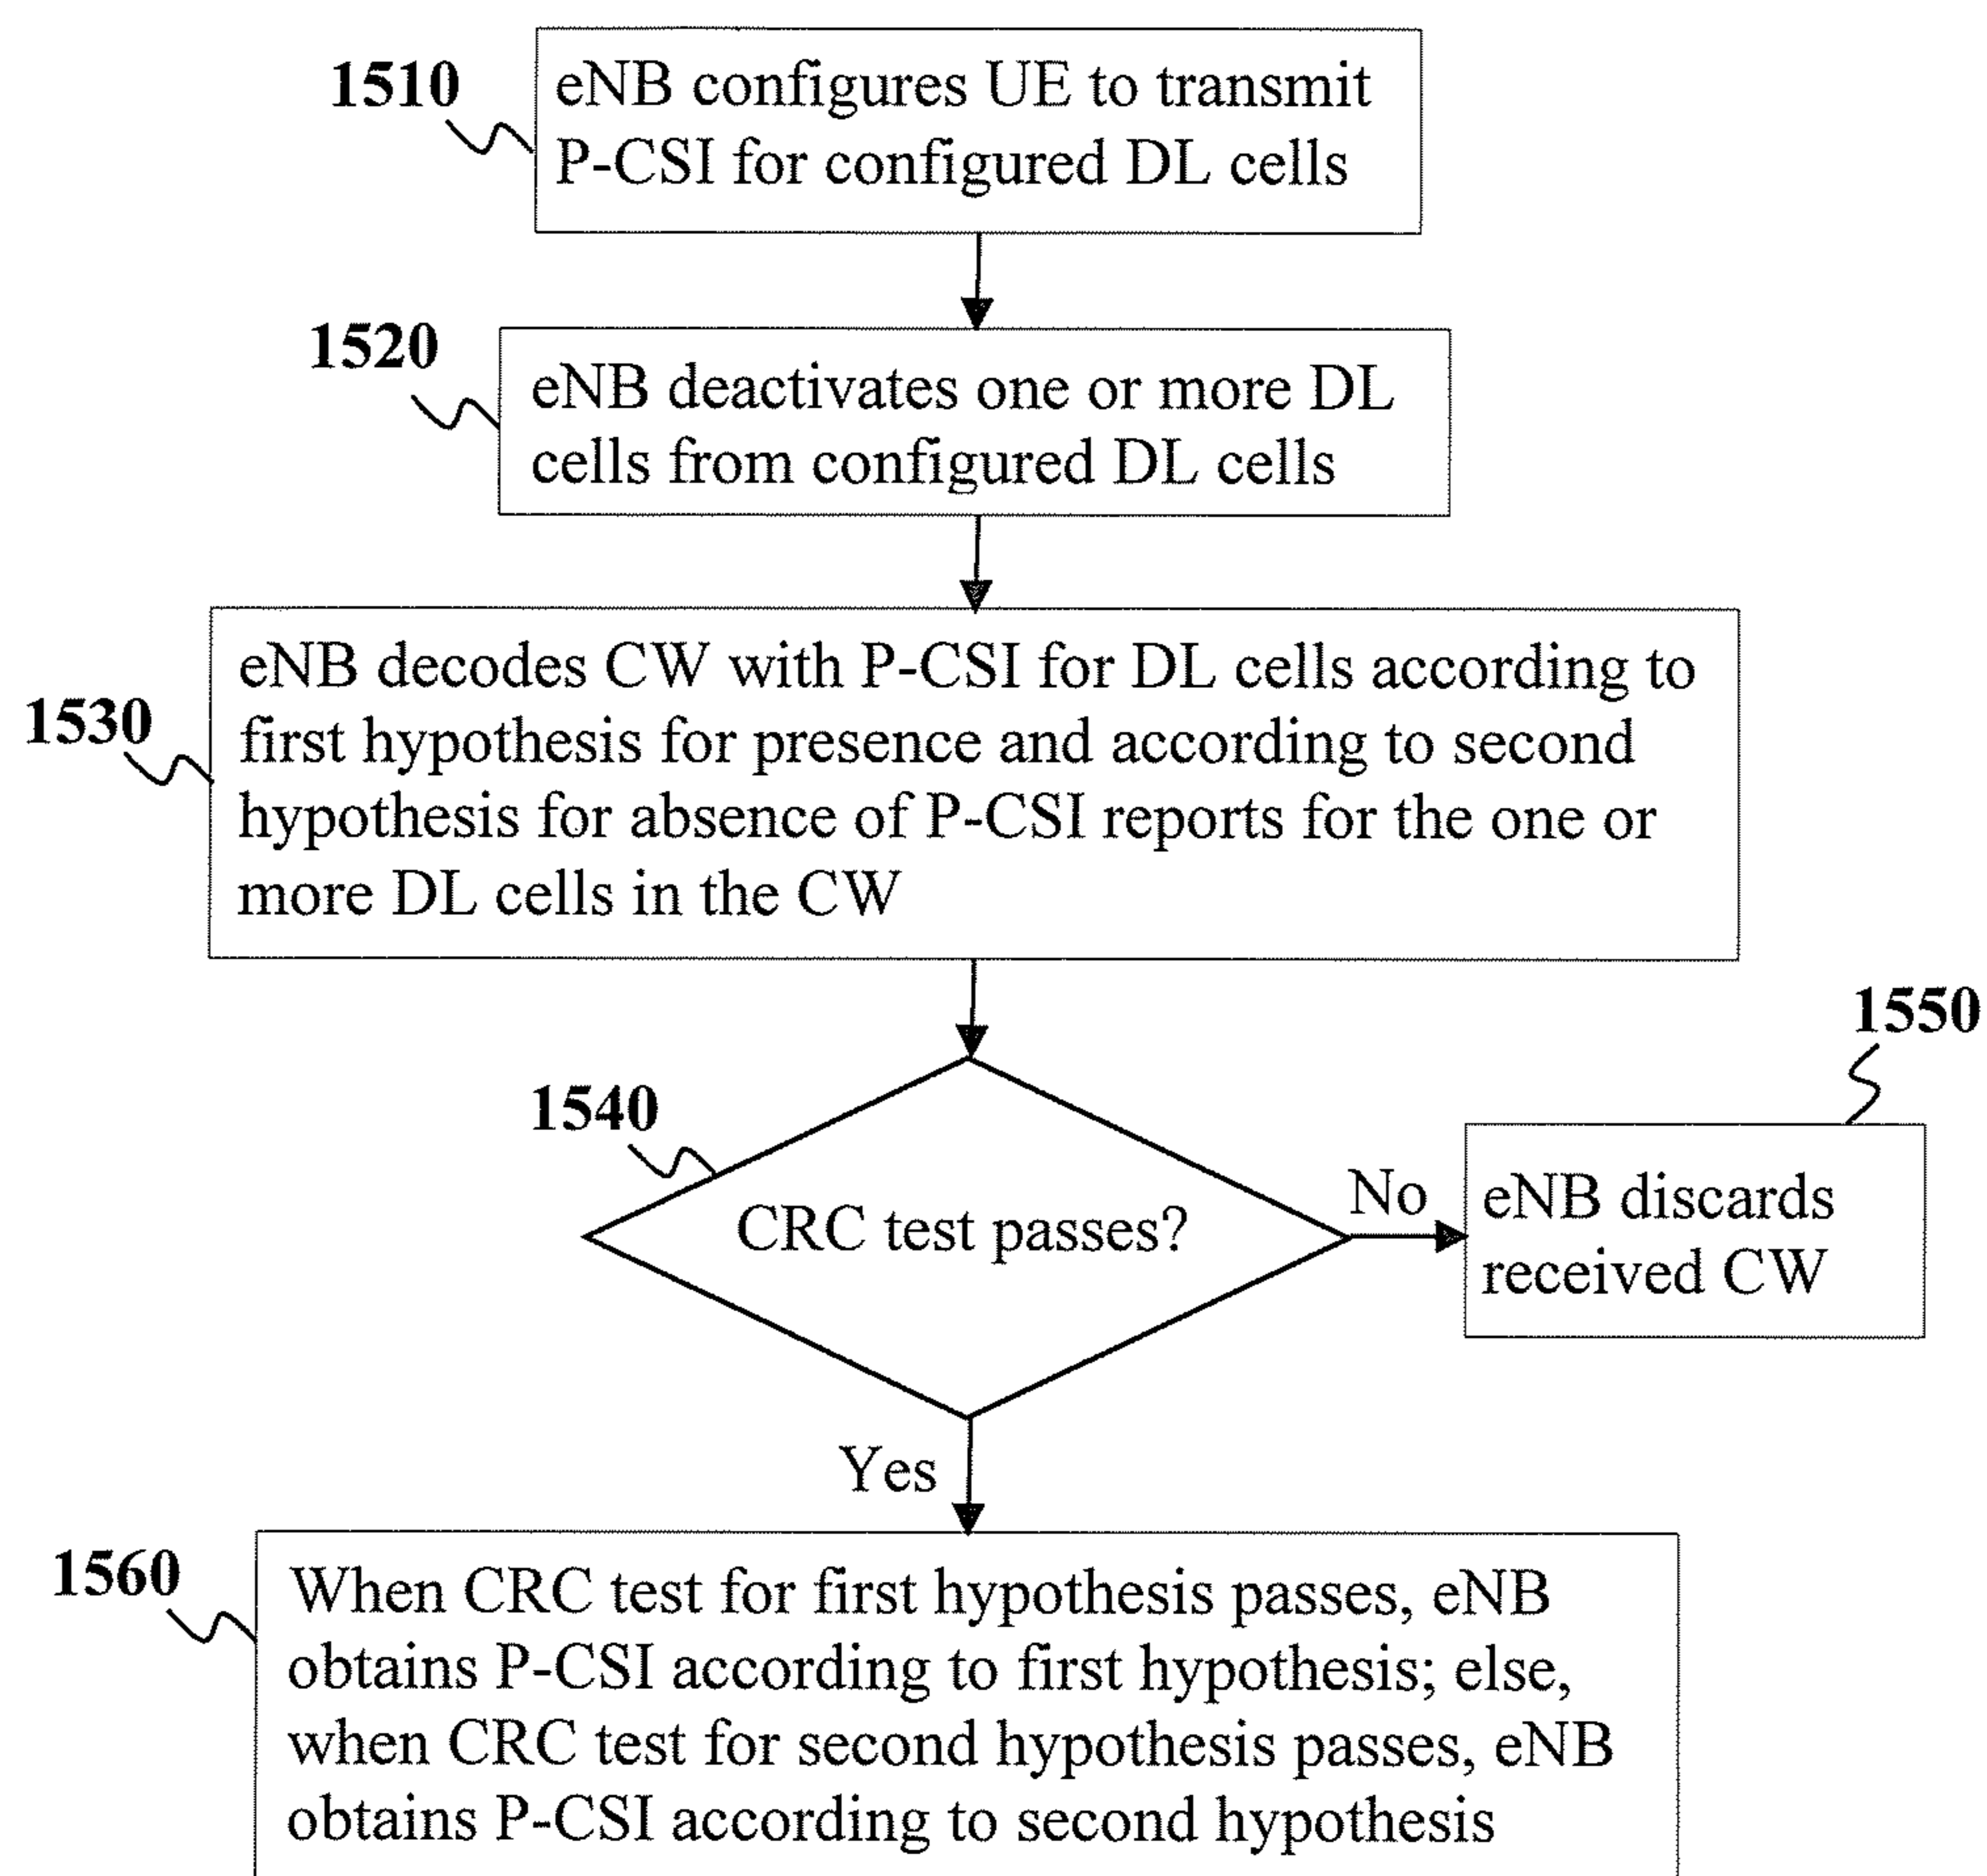 1510
eNB configures UE to transmit
P-CSI for configured DL cells
1520
eNB deactivates one or more DL
cells from configured DL cells
1530
eNB decodes CW with P-CSI for DL cells according to
first hypothesis for presence and according to second
hypothesis for absence of P-CSI reports for the one or
more DL cells in the CW
1540
CRC test passes?
No
1550
eNB discards
received CW
Yes
1560
When CRC test for first hypothesis passes, eNB
obtains P-CSI according to first hypothesis; else,
when CRC test for second hypothesis passes, eNB
obtains P-CSI according to second hypothesis